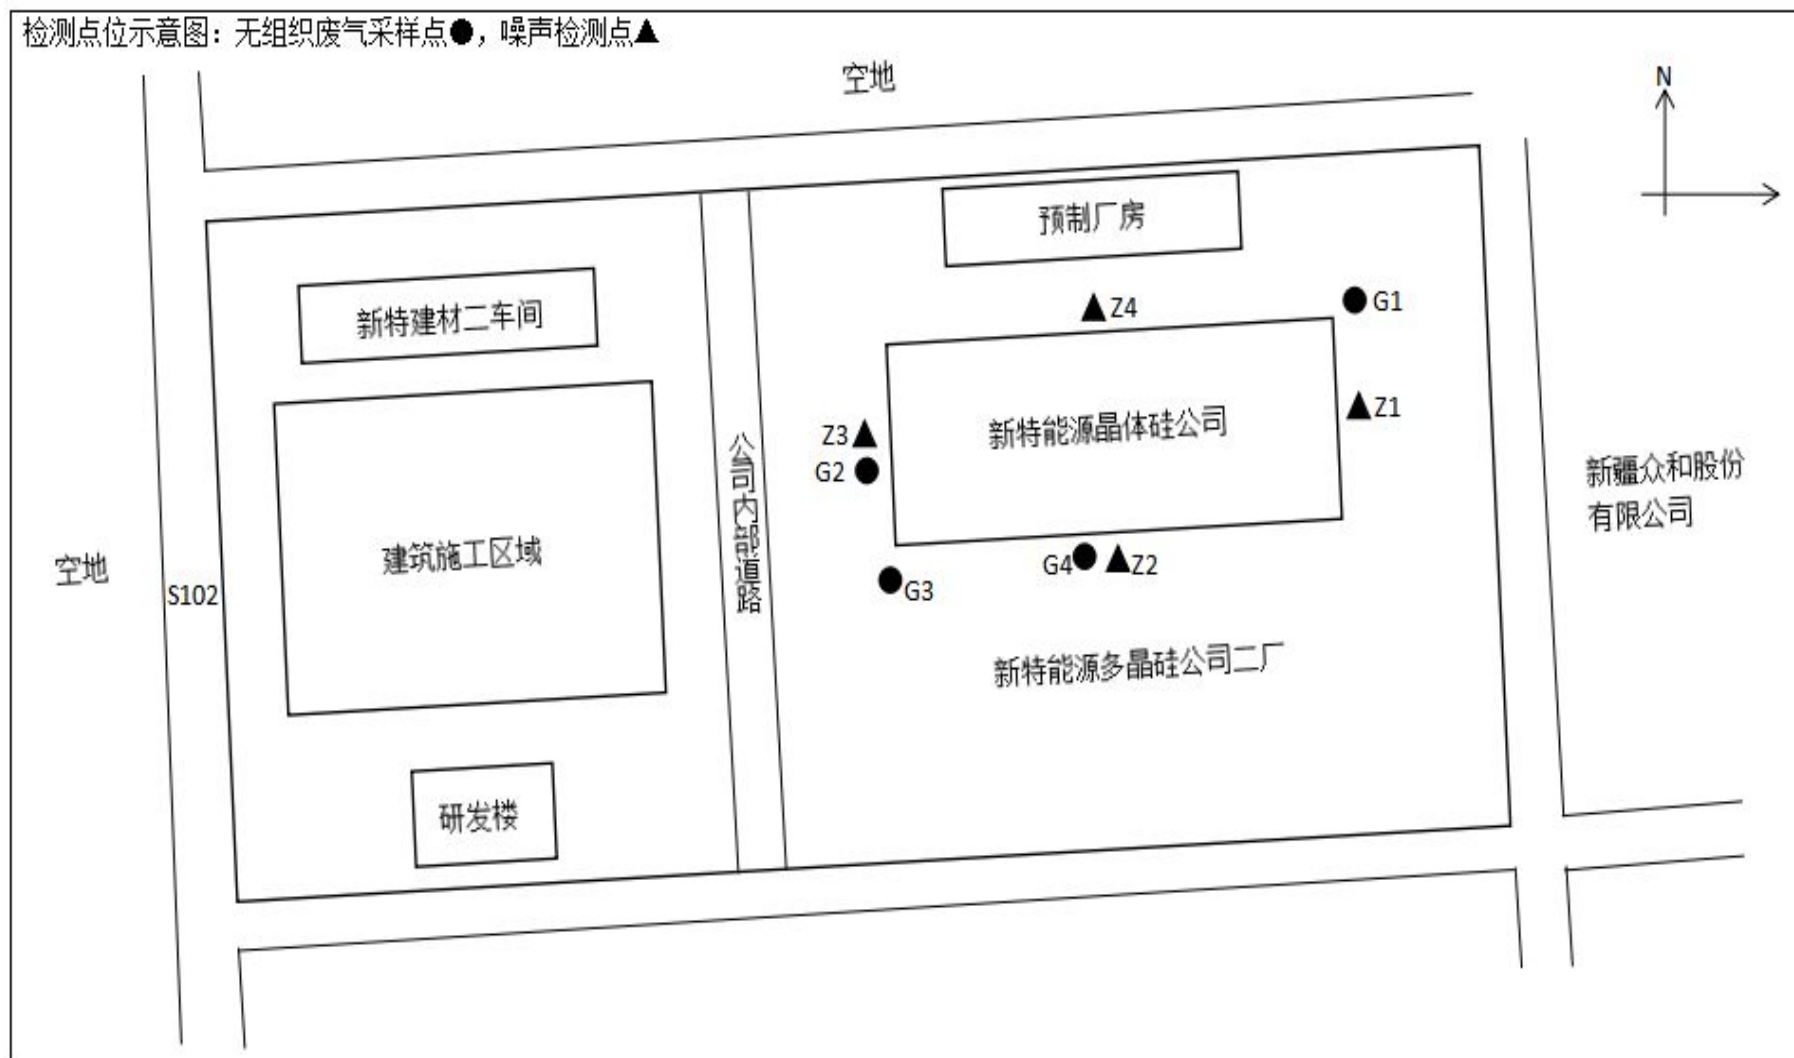 检测点位示意图：无组织废气采样点●，噪声检测点▲
空地
N
预制厂房
新特建材二车间
Z4
G1
新特能源晶体硅公司
Z1
Z3
G2
公司内部道路
新疆众和股份
有限公司
建筑施工区域
空地
S102
G4
Z2
G3
新特能源多晶硅公司二厂
研发楼